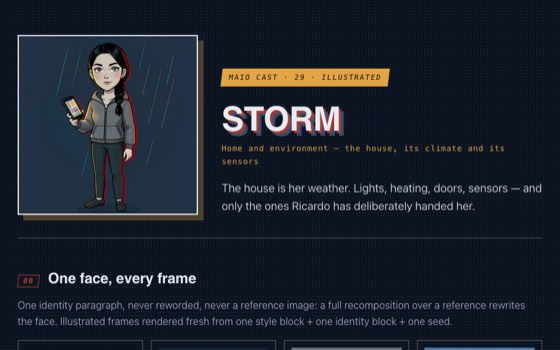 MAIO CAST · 29 · ILLUSTRATED
STORM
Home and environment — the house, its climate and its
sensors
The house is her weather. Lights, heating, doors, sensors — and
only the ones Ricardo has deliberately handed her.
00
One face, every frame
One identity paragraph, never reworded, never a reference image: a full recomposition over a reference rewrites
the face. Illustrated frames rendered fresh from one style block + one identity block + one seed.